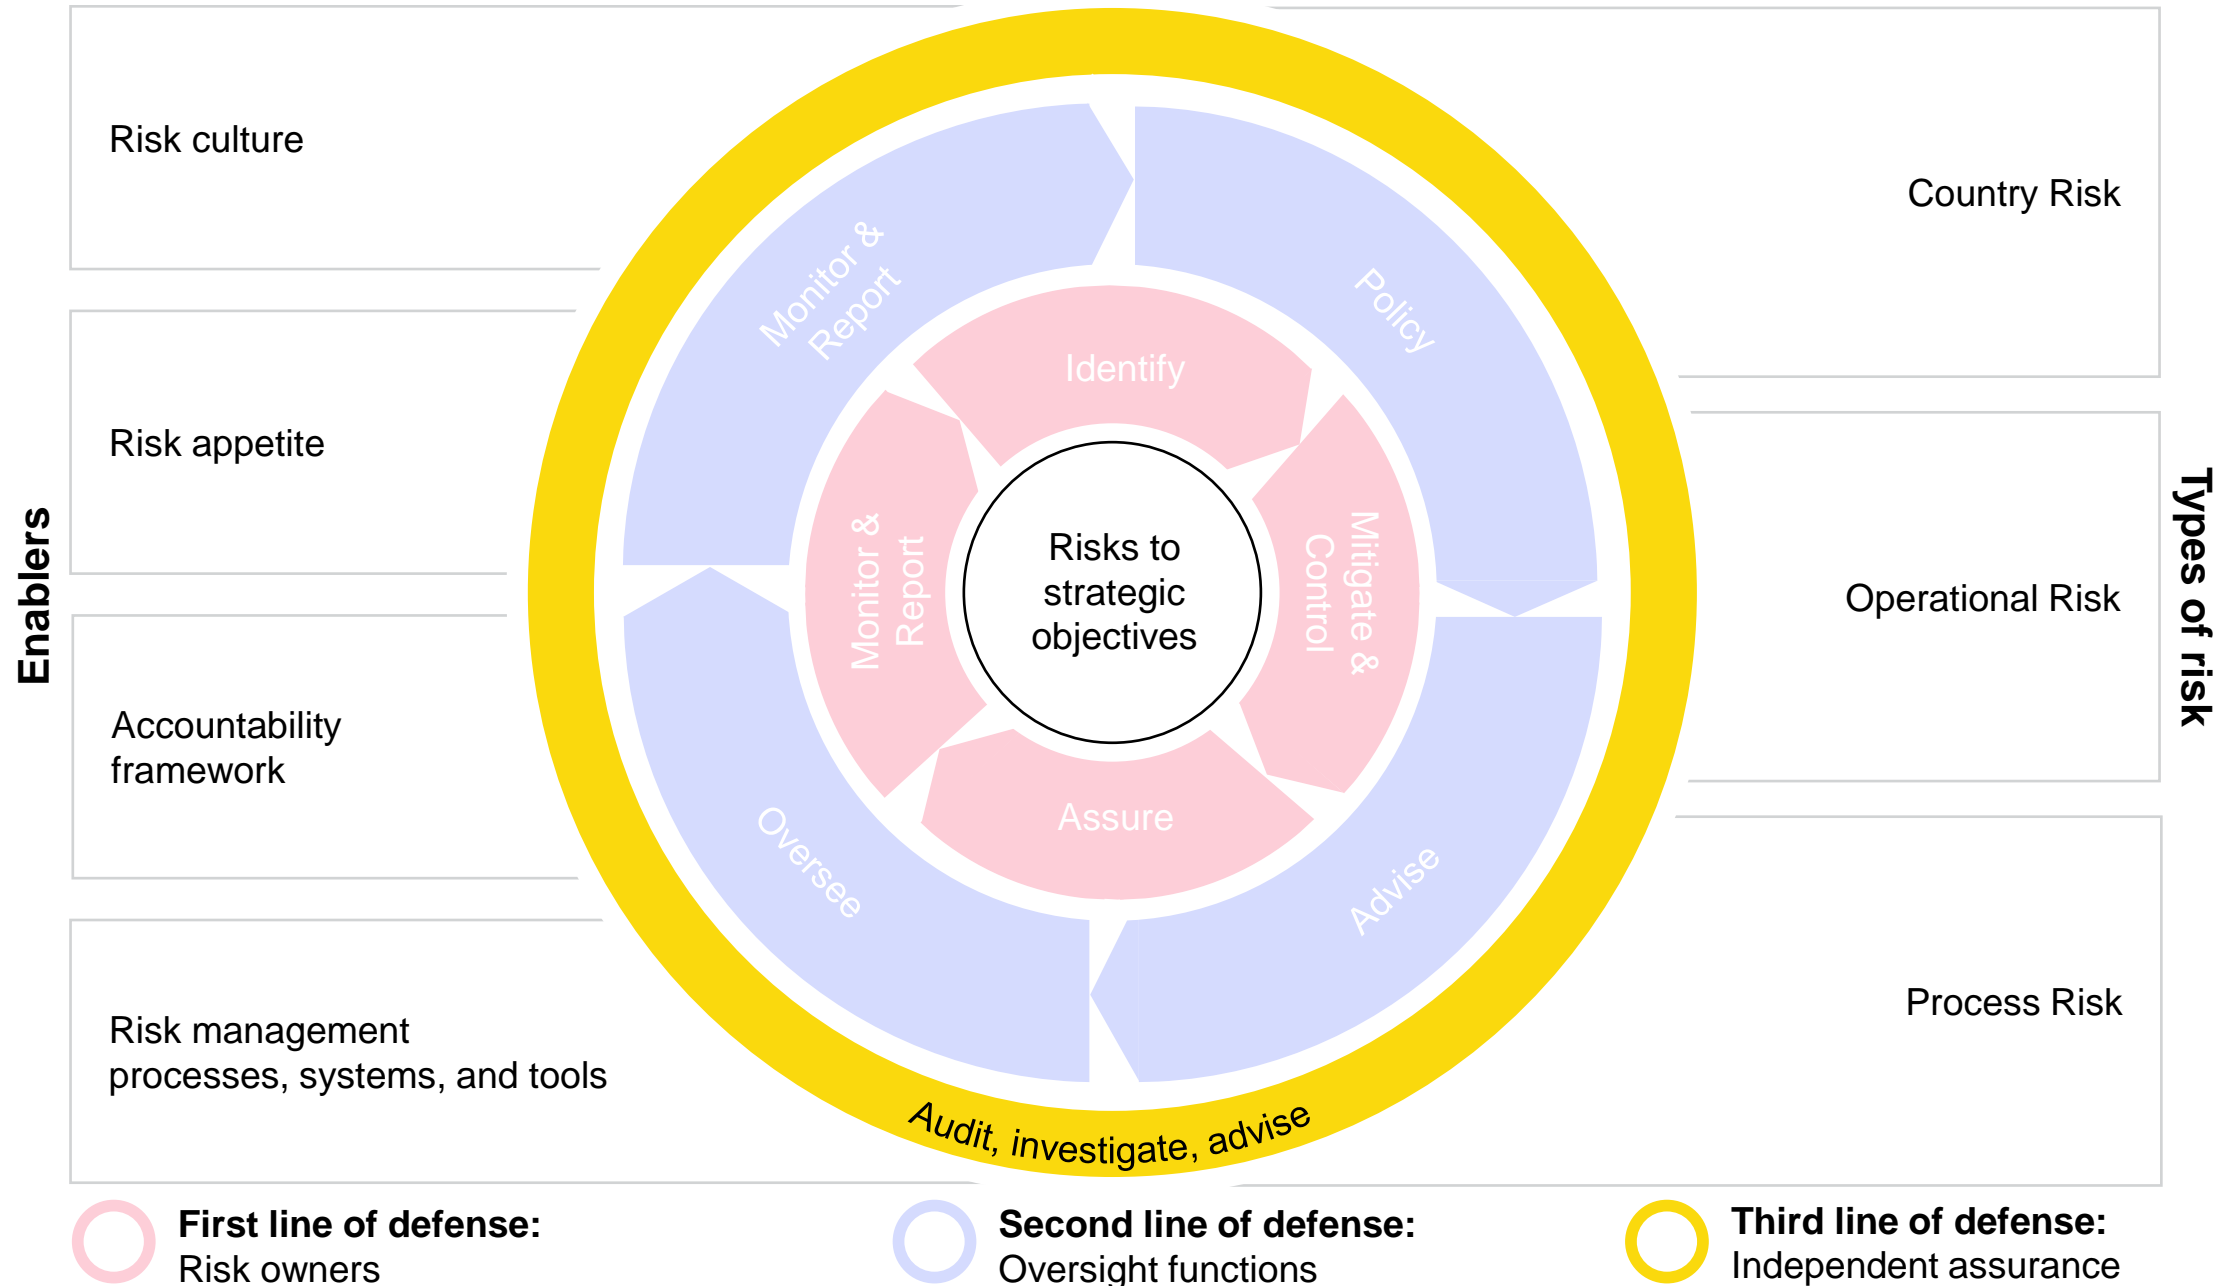 Enablers
Risk culture
Risk appetite
Accountability
framework
Risk management
processes, systems, and tools
Monitor &
Report
Policy
Advise
Oversee
Identify
Mitigate &
Control
Assure
Monitor &
Report
Risks to
strategic
objectives
Audit, investigate, advise
Country Risk
Operational Risk
Process Risk
Types of risk
First line of defense:
Risk owners
Second line of defense:
Oversight functions
Third line of defense:
Independent assurance